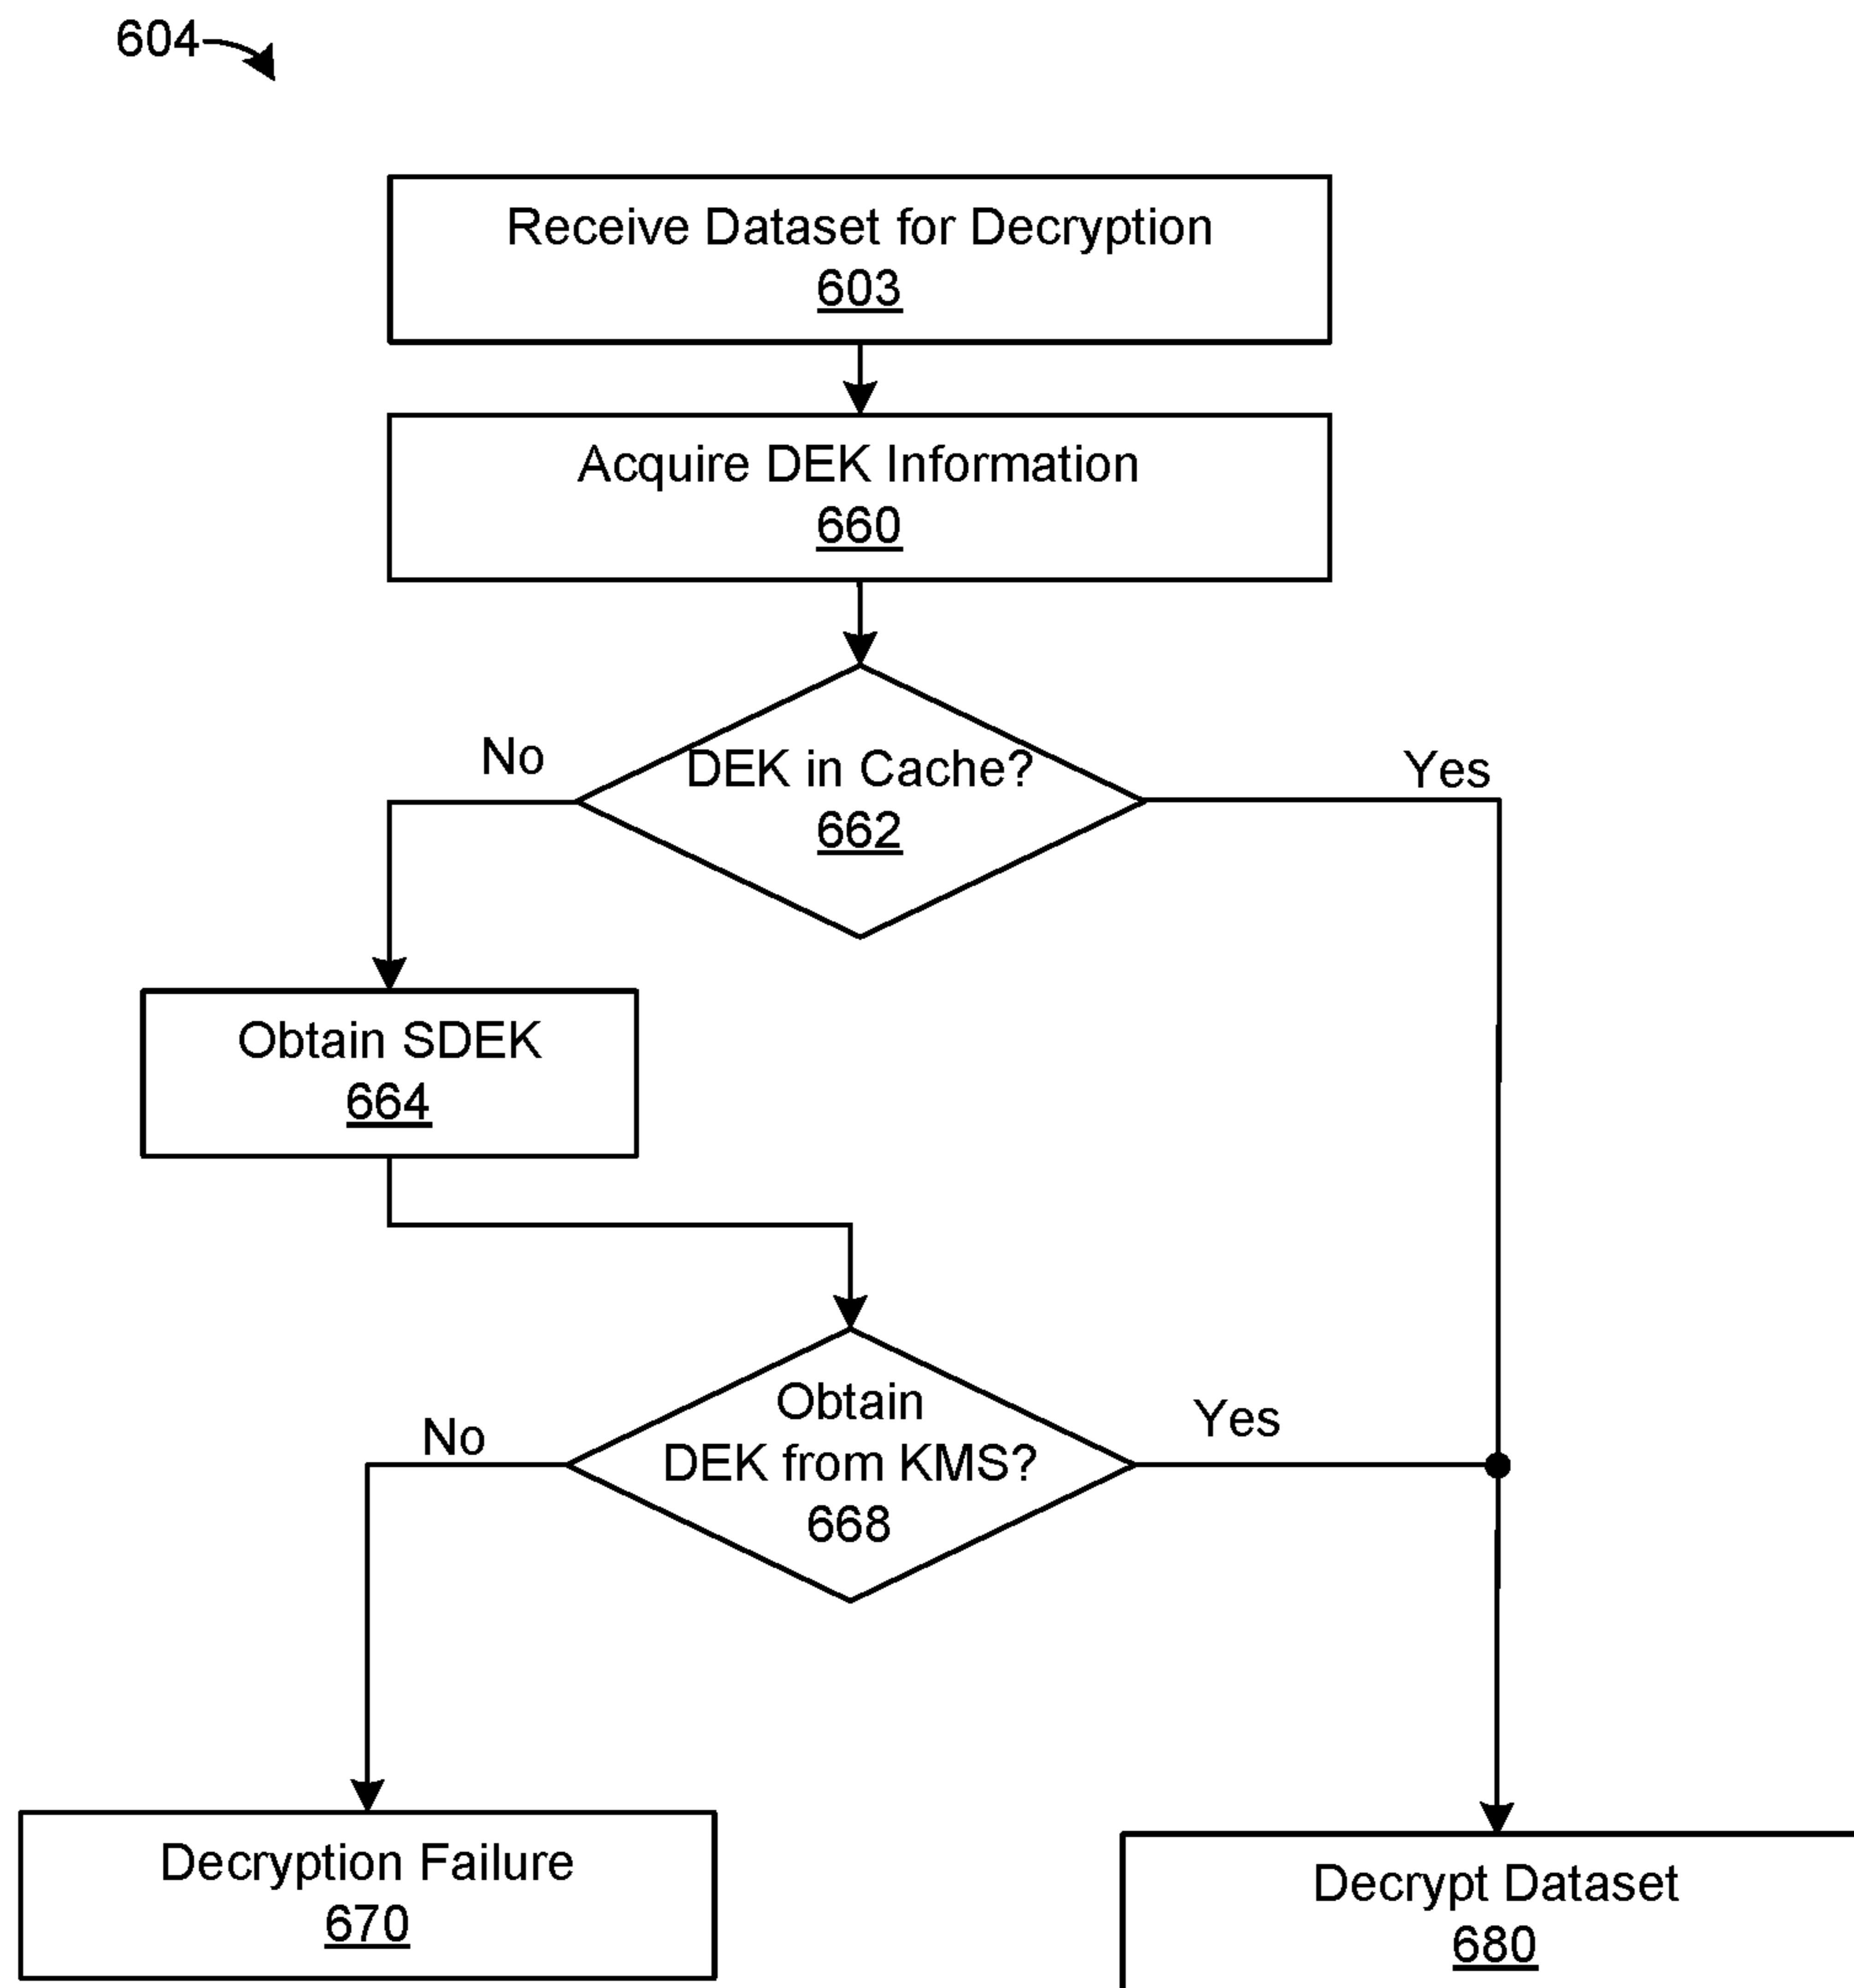 604
Receive Dataset for Decryption
603
Acquire DEK Information
660
No
DEK in Cache?
Yes
662
Obtain SDEK
664
Obtain
No
DEK from KMS?
Yes
668
Decryption Failure
670
Decrypt Dataset
680